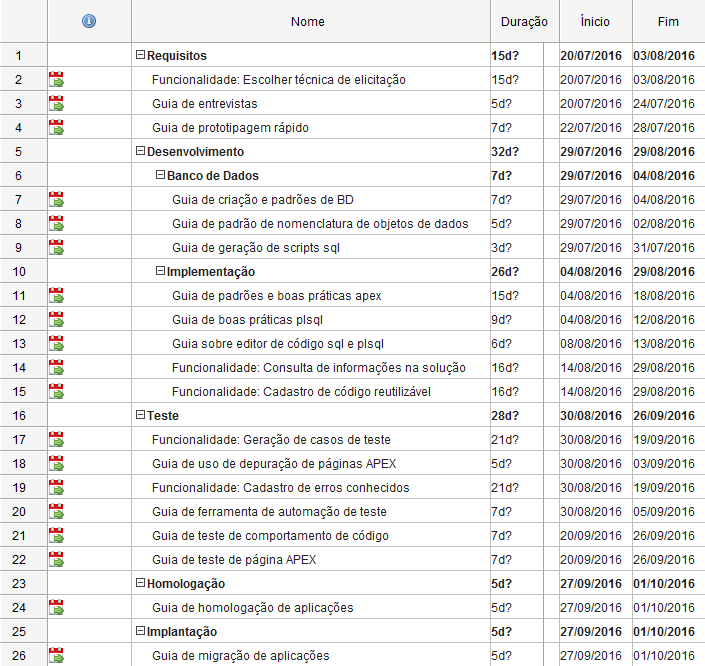 Nome Duração Ínicio Fim
1 Requisitos 15d? 20/07/2016 03/08/2016
2 Funcionalidade: Escolher técnica de elicitação 15d? 20/07/2016 03/08/2016
3 Guia de entrevistas 5d? 20/07/2016 24/07/2016
4 Guia de prototipagem rápido 7d? 22/07/2016 28/07/2016
5 Desenvolvimento 32d? 29/07/2016 29/08/2016
6 Banco de Dados 7d? 29/07/2016 04/08/2016
7 Guia de criação e padrões de BD 7d? 29/07/2016 04/08/2016
8 Guia de padrão de nomenclatura de objetos de dados 5d? 29/07/2016 02/08/2016
9 Guia de geração de scripts sql 3d? 29/07/2016 31/07/2016
10 Implementação 26d? 04/08/2016 29/08/2016
11 Guia de padrões e boas práticas apex 15d? 04/08/2016 18/08/2016
12 Guia de boas práticas plsql 9d? 04/08/2016 12/08/2016
13 Guia sobre editor de código sql e plsql 6d? 08/08/2016 13/08/2016
14 Funcionalidade: Consulta de informações na solução 16d? 14/08/2016 29/08/2016
15 Funcionalidade: Cadastro de código reutilizável 16d? 14/08/2016 29/08/2016
16 Teste 28d? 30/08/2016 26/09/2016
17 Funcionalidade: Geração de casos de teste 21d? 30/08/2016 19/09/2016
18 Guia de uso de depuração de páginas APEX 5d? 30/08/2016 03/09/2016
19 Funcionalidade: Cadastro de erros conhecidos 21d? 30/08/2016 19/09/2016
20 Guia de ferramenta de automação de teste 7d? 30/08/2016 05/09/2016
21 Guia de teste de comportamento de código 7d? 20/09/2016 26/09/2016
22 Guia de teste de página APEX 7d? 20/09/2016 26/09/2016
23 Homologação 5d? 27/09/2016 01/10/2016
24 Guia de homologação de aplicações 5d? 27/09/2016 01/10/2016
25 Implantação 5d? 27/09/2016 01/10/2016
26 Guia de migração de aplicações 5d? 27/09/2016 01/10/2016